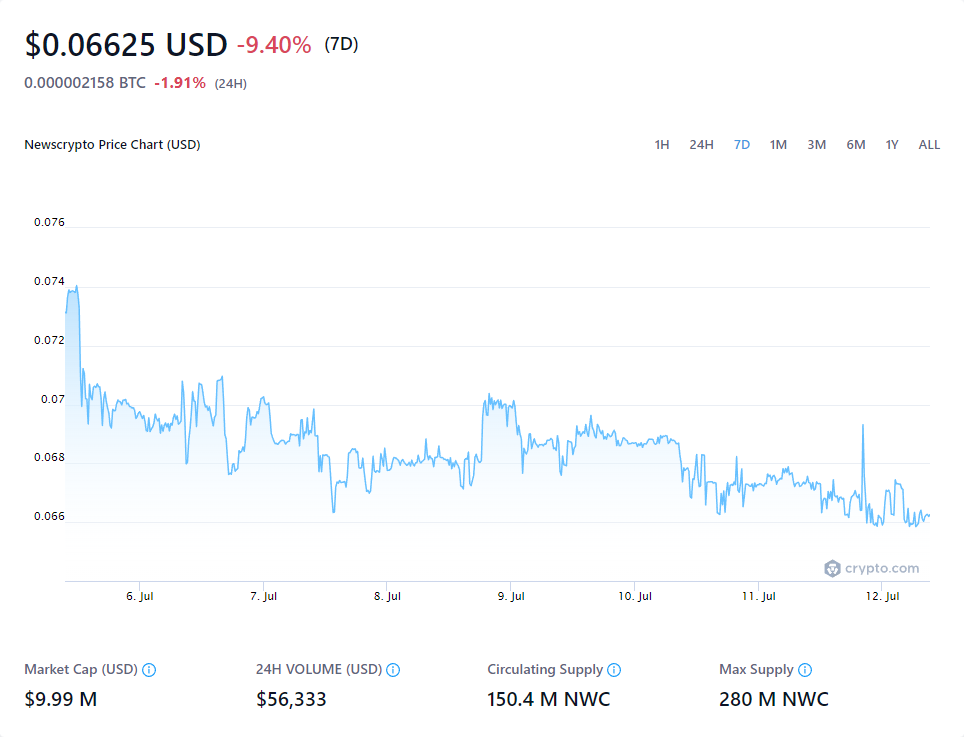 $0.06625 USD -9.40% (7D)
0.000002158 BTC -1.91% (24H)
Newscrypto Price Chart (USD)
1H 24H 7D 1M 3M 6M 1Y ALL
0.076
0.074
0.072
0.07
0.068
0.066
crypto.com
6. Jul 7. Jul 8. Jul 9. Jul 10. Jul 11. Jul 12. Jul
Market Cap (USD) 24H VOLUME (USD) Circulating Supply Max Supply
$9.99 M $56,333 150.4 M NWC 280 M NWC